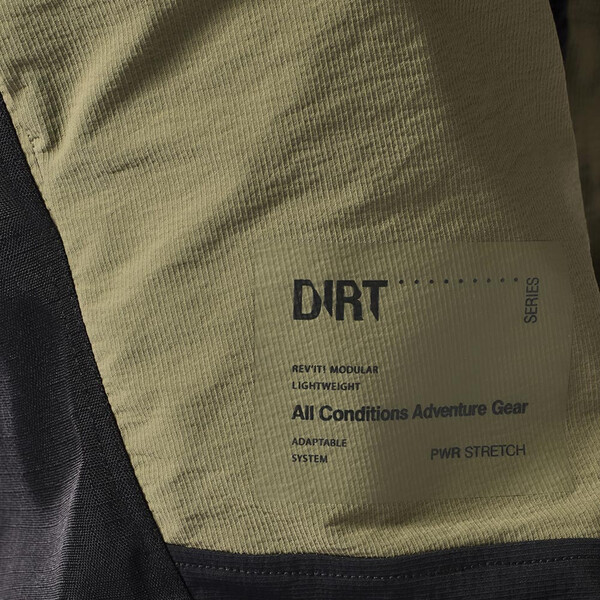 DIRT
SERIES
REV'IT! MODULAR
LIGHTWEIGHT
All Conditions Adventure Gear
ADAPTABLE
SYSTEM
PWR STRETCH